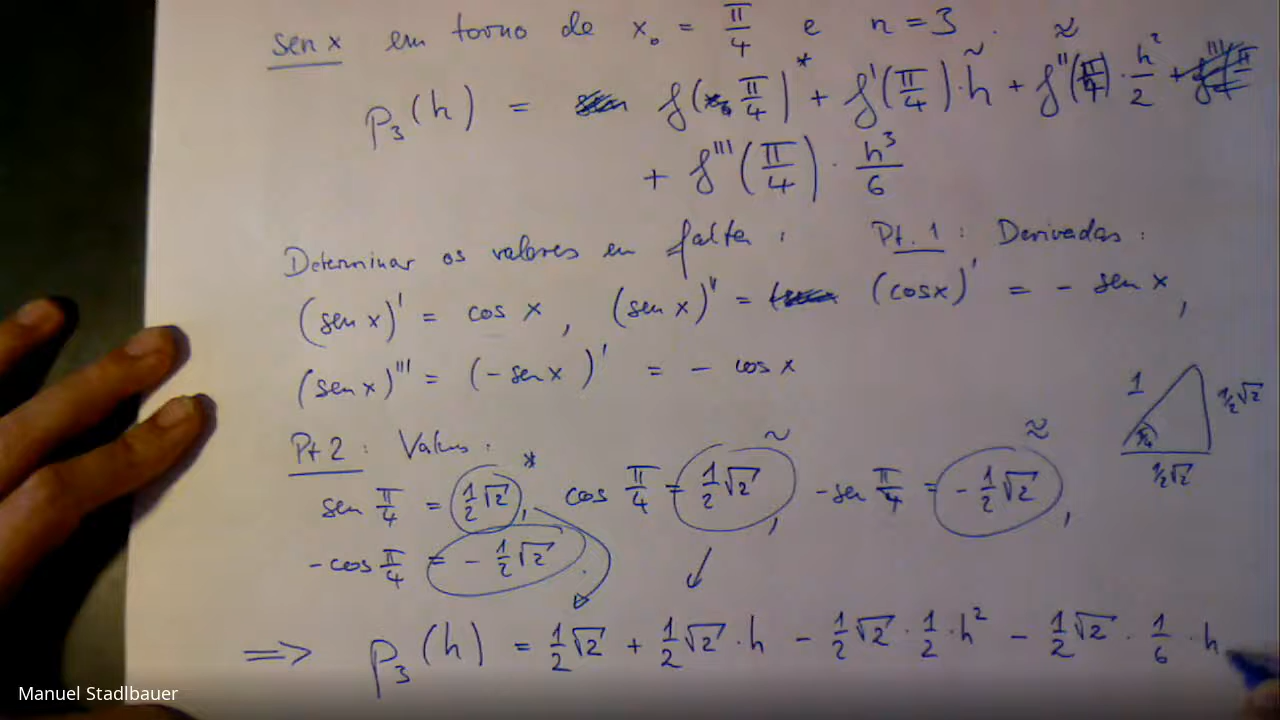 sen x em torno de x₀ = π/4 e n = 3.
p₃(h) = f(π/4)* + f'(π/4)·h̃ + f''(π/4)·h²/2
+ f'''(π/4) · h³/6
Determinar os valores em falta : Pt. 1 : Derivadas :
(sen x)' = cos x , (sen x)'' = (cos x)' = - sen x ,
(sen x)''' = (-sen x)' = - cos x
Pt 2 : Valores :
sen π/4 = 1/2 √2 *, cos π/4 = 1/2 √2 ~, -sen π/4 = - 1/2 √2 ≈,
-cos π/4 = - 1/2 √2
1
1/2 √2
π/4
1/2 √2
⟹ p₃(h) = 1/2 √2 + 1/2 √2 · h - 1/2 √2 · 1/2 · h² - 1/2 √2 · 1/6 · h
Manuel Stadlbauer